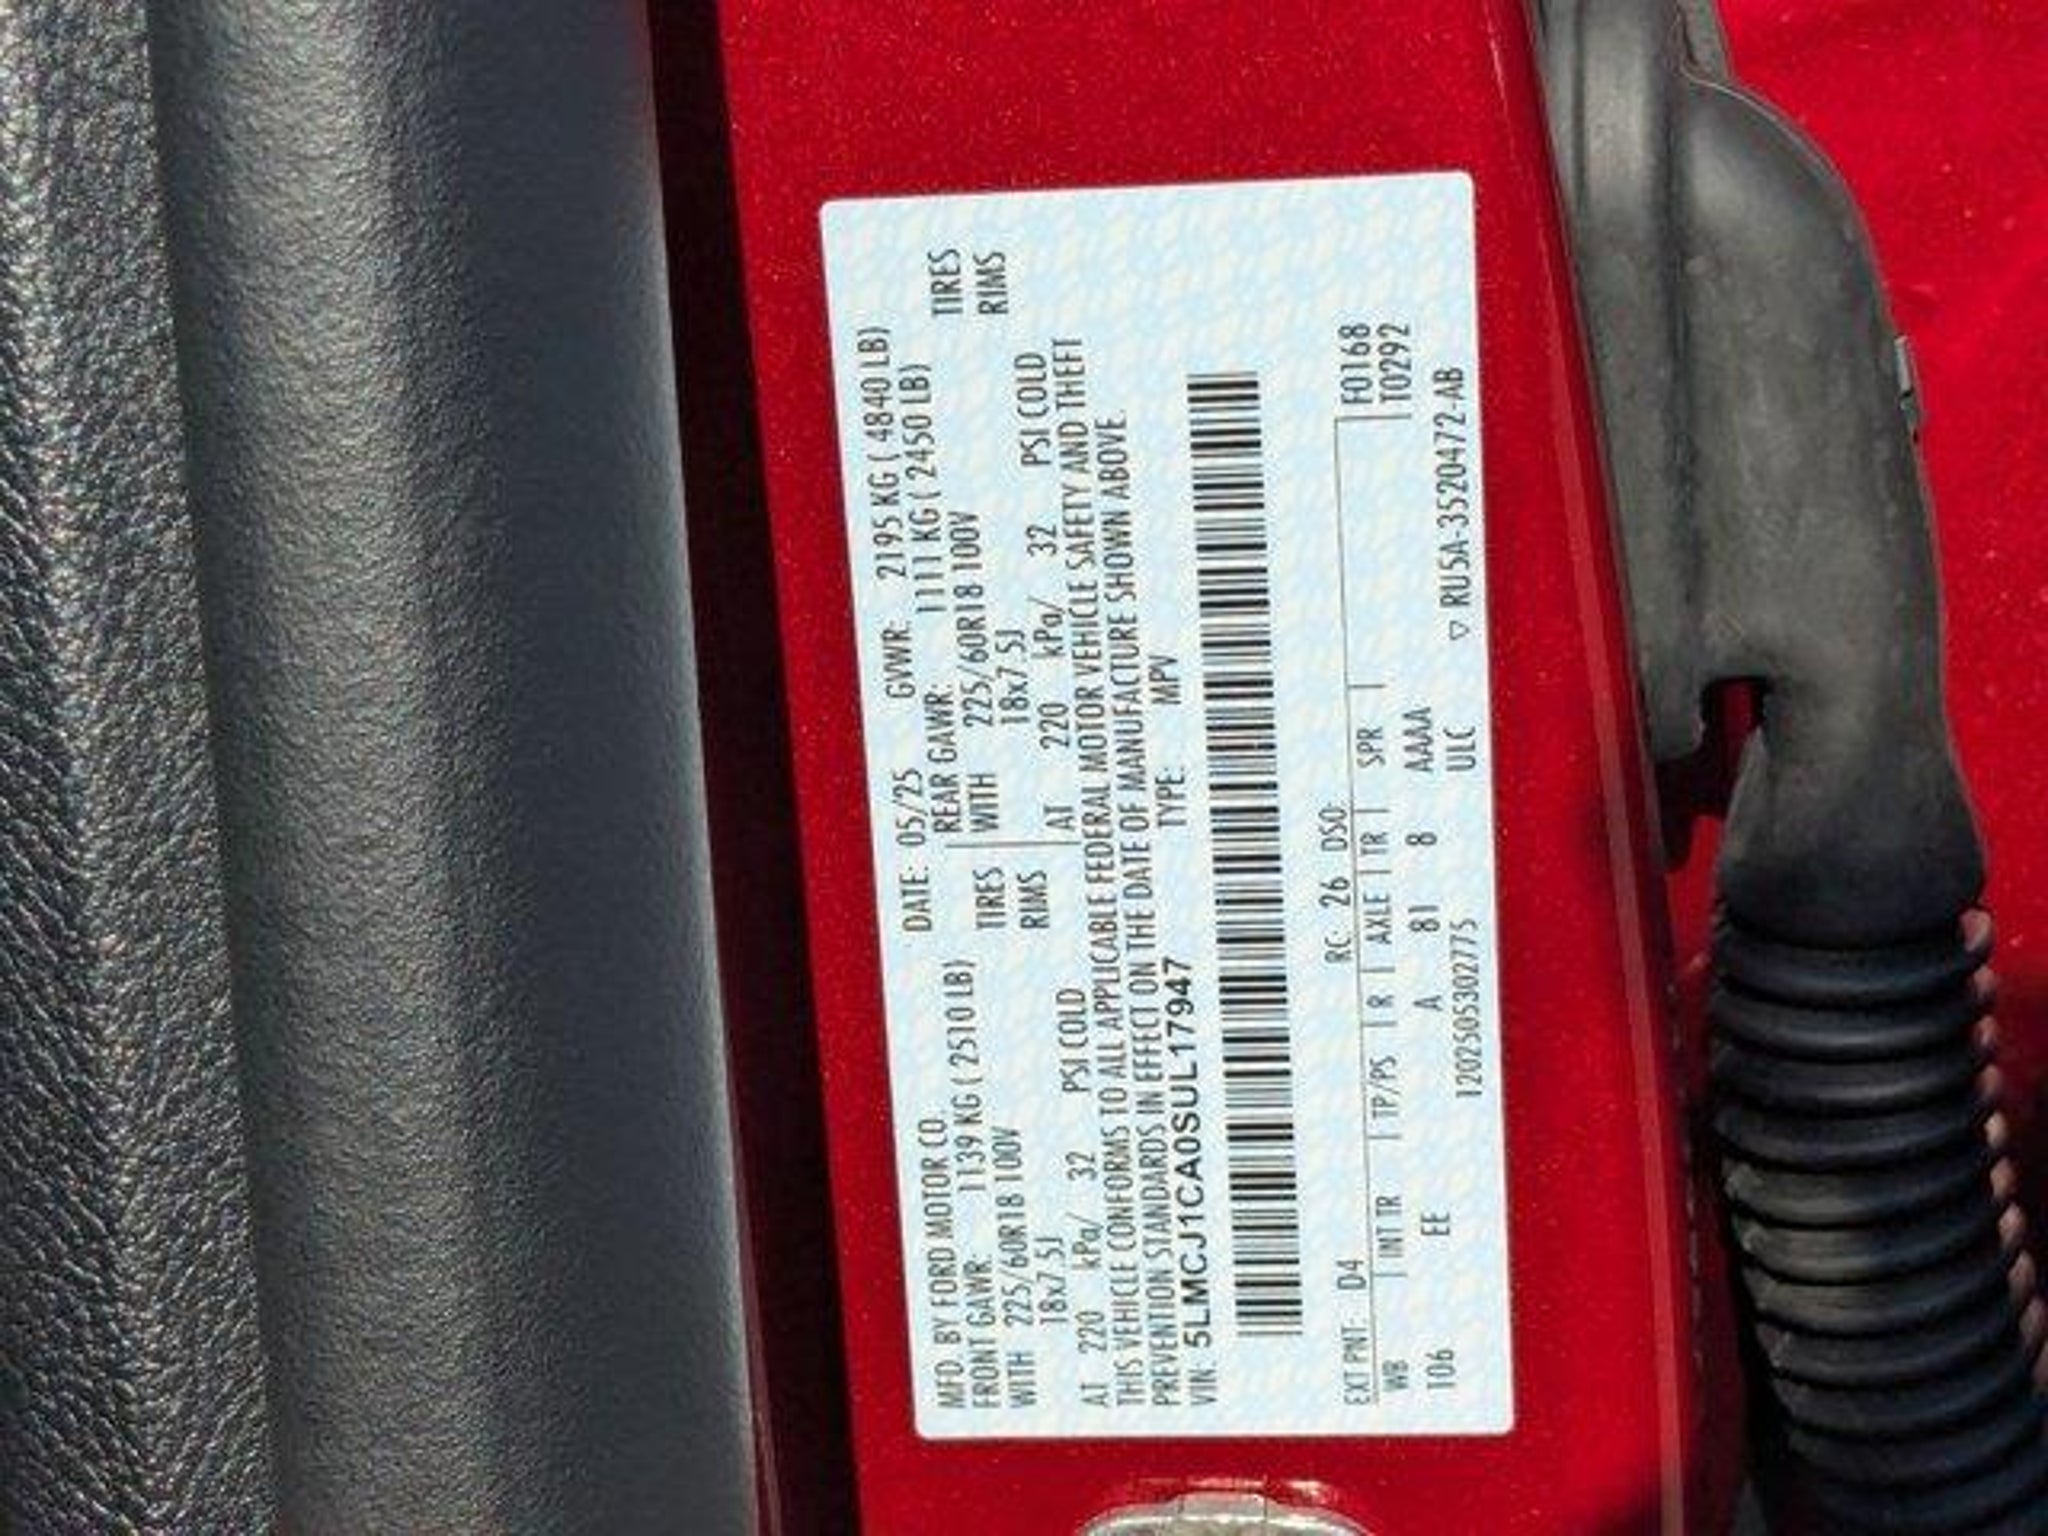 MFD. BY FORD MOTOR CO. DATE: 05/25 GVWR: 2195 KG ( 4840 LB)
FRONT GAWR: 1139 KG ( 2510 LB) REAR GAWR: 1111 KG ( 2450 LB)
WITH 225/60R18 100V TIRES WITH 225/60R18 100V TIRES
18x7.5J RIMS 18x7.5J RIMS
AT 220 kPa/ 32 PSI COLD AT 220 kPa/ 32 PSI COLD
THIS VEHICLE CONFORMS TO ALL APPLICABLE FEDERAL MOTOR VEHICLE SAFETY AND THEFT
PREVENTION STANDARDS IN EFFECT ON THE DATE OF MANUFACTURE SHOWN ABOVE.
VIN: 5LMCJ1CA0SUL17947 TYPE: MPV
EXT PNT: D4 RC: 26 DSO: F0168
WB | INT TR | TP/PS | R | AXLE | TR | SPR | T0292
106 EE A 81 8 AAAA
1202505302775 ULC ▽ RU5A-3520472-AB